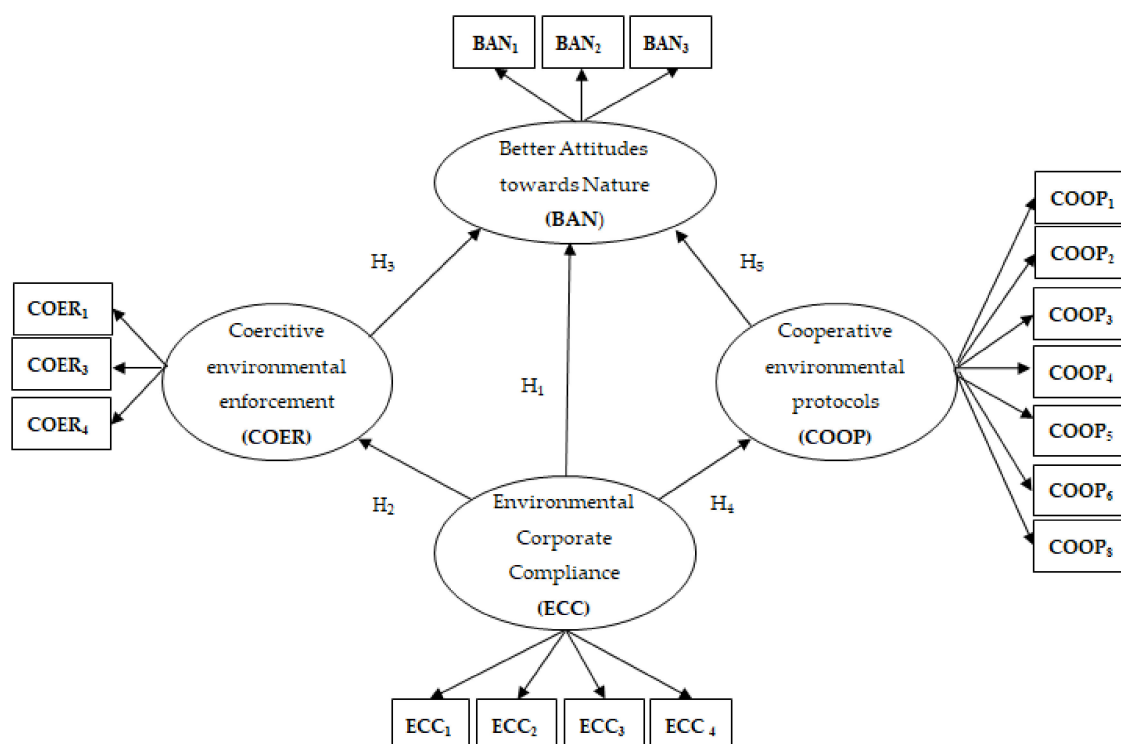 BAN₁ BAN₂ BAN₃
Better Attitudes
towards Nature
(BAN)
H₃
H₅
COER₁
COER₃
COER₄
Coercitive
environmental
enforcement
(COER)
H₁
Cooperative
environmental
protocols
(COOP)
COOP₁
COOP₂
COOP₃
COOP₄
COOP₅
COOP₆
COOP₈
H₂
H₄
Environmental
Corporate
Compliance
(ECC)
ECC₁ ECC₂ ECC₃ ECC ₄